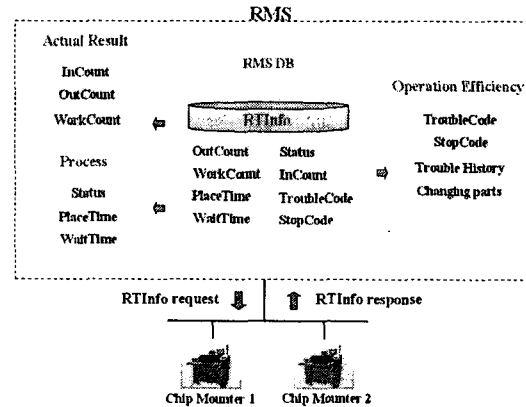 RMS
Actual Result
InCount
OutCount
WorkCount
Process
Status
PlaceTime
WaitTime
RMS DB
RTInfo
OutCount Status
WorkCount InCount
PlaceTime TroubleCode
WaitTime StopCode
Operation Efficiency
TroubleCode
StopCode
Trouble History
Changing parts
RTInfo request RTInfo response
Chip Mounter 1 Chip Mounter 2